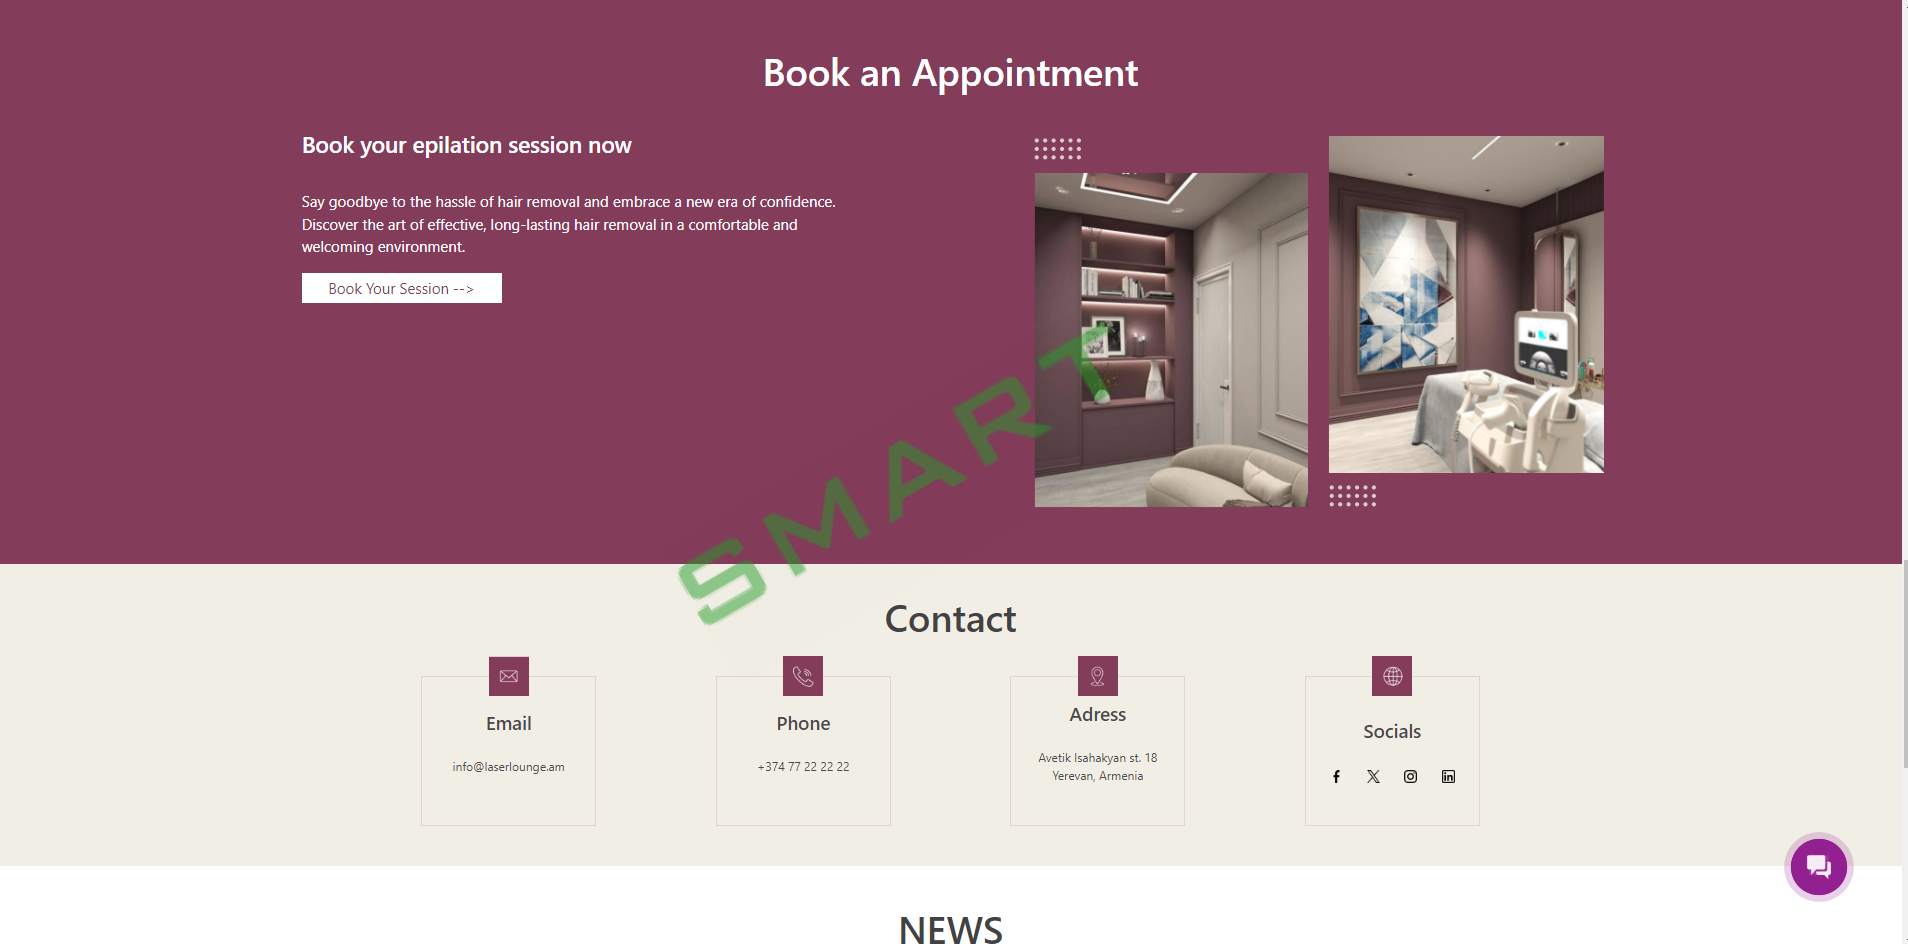 Book an Appointment
Book your epilation session now
Say goodbye to the hassle of hair removal and embrace a new era of confidence.
Discover the art of effective, long-lasting hair removal in a comfortable and
welcoming environment.
Book Your Session -->
SMART
Contact
Email
info@laserlounge.am
Phone
+374 77 22 22 22
Adress
Avetik Isahakyan st. 18
Yerevan, Armenia
Socials
NEWS